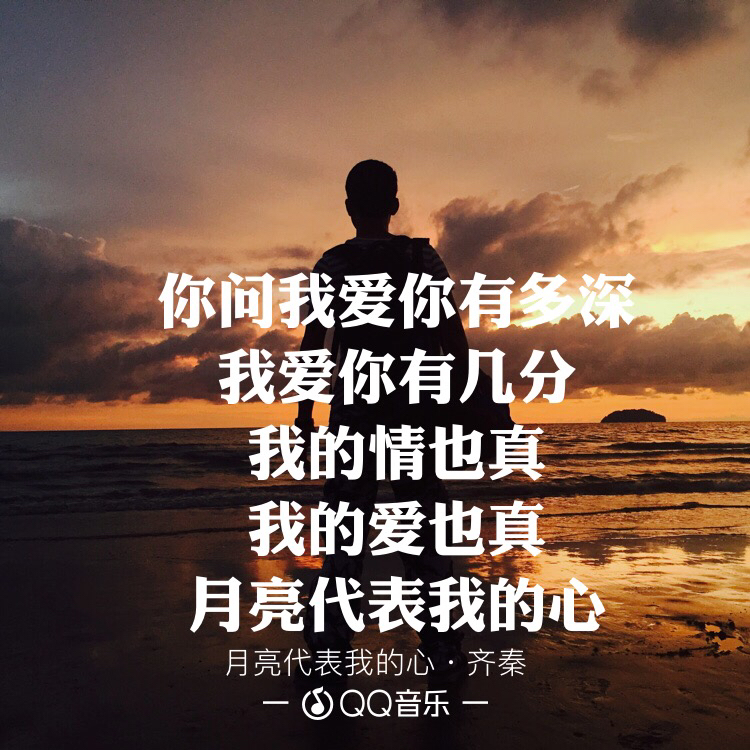 你问我爱你有多深
我爱你有几分
我的情也真
我的爱也真
月亮代表我的心
月亮代表我的心·齐秦
QQ音乐